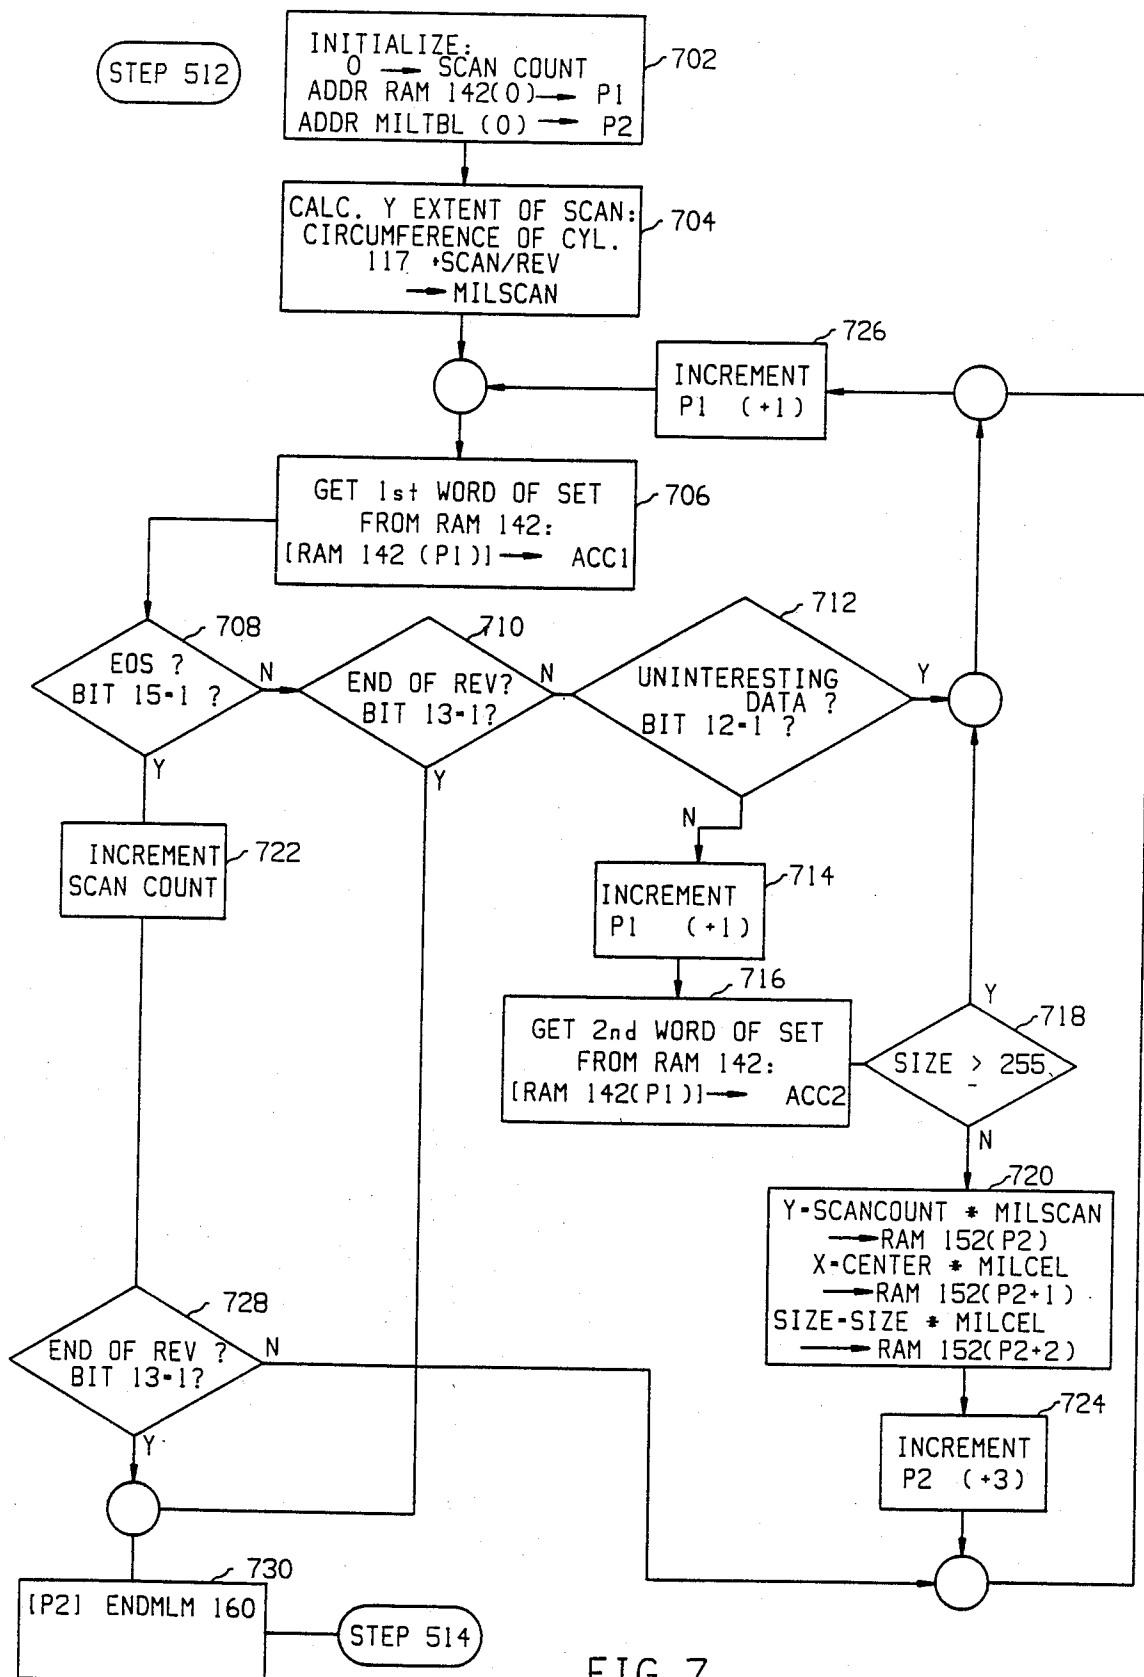 STEP 512
INITIALIZE:
0 → SCAN COUNT
ADDR RAM 142(0) → P1
ADDR MILTBL (0) → P2
702
CALC. Y EXTENT OF SCAN:
CIRCUMFERENCE OF CYL.
117 +SCAN/REV
→ MILSCAN
704
726
INCREMENT
P1 (+1)
GET 1st WORD OF SET
FROM RAM 142:
[RAM 142 (P1)] → ACC1
706
708
EOS ?
BIT 15=1 ?
N
Y
710
END OF REV?
BIT 13=1?
N
Y
712
UNINTERESTING
DATA ?
BIT 12=1 ?
Y
N
INCREMENT
SCAN COUNT
722
INCREMENT
P1 (+1)
714
716
GET 2nd WORD OF SET
FROM RAM 142:
[RAM 142(P1)] → ACC2
Y
718
SIZE ≥ 255
N
720
Y=SCANCOUNT * MILSCAN
→ RAM 152(P2)
X=CENTER * MILCEL
→ RAM 152(P2+1)
SIZE=SIZE * MILCEL
→ RAM 152(P2+2)
724
INCREMENT
P2 (+3)
728
END OF REV ?
BIT 13=1?
N
Y
730
[P2] ENDMLM 160
STEP 514
FIG 7